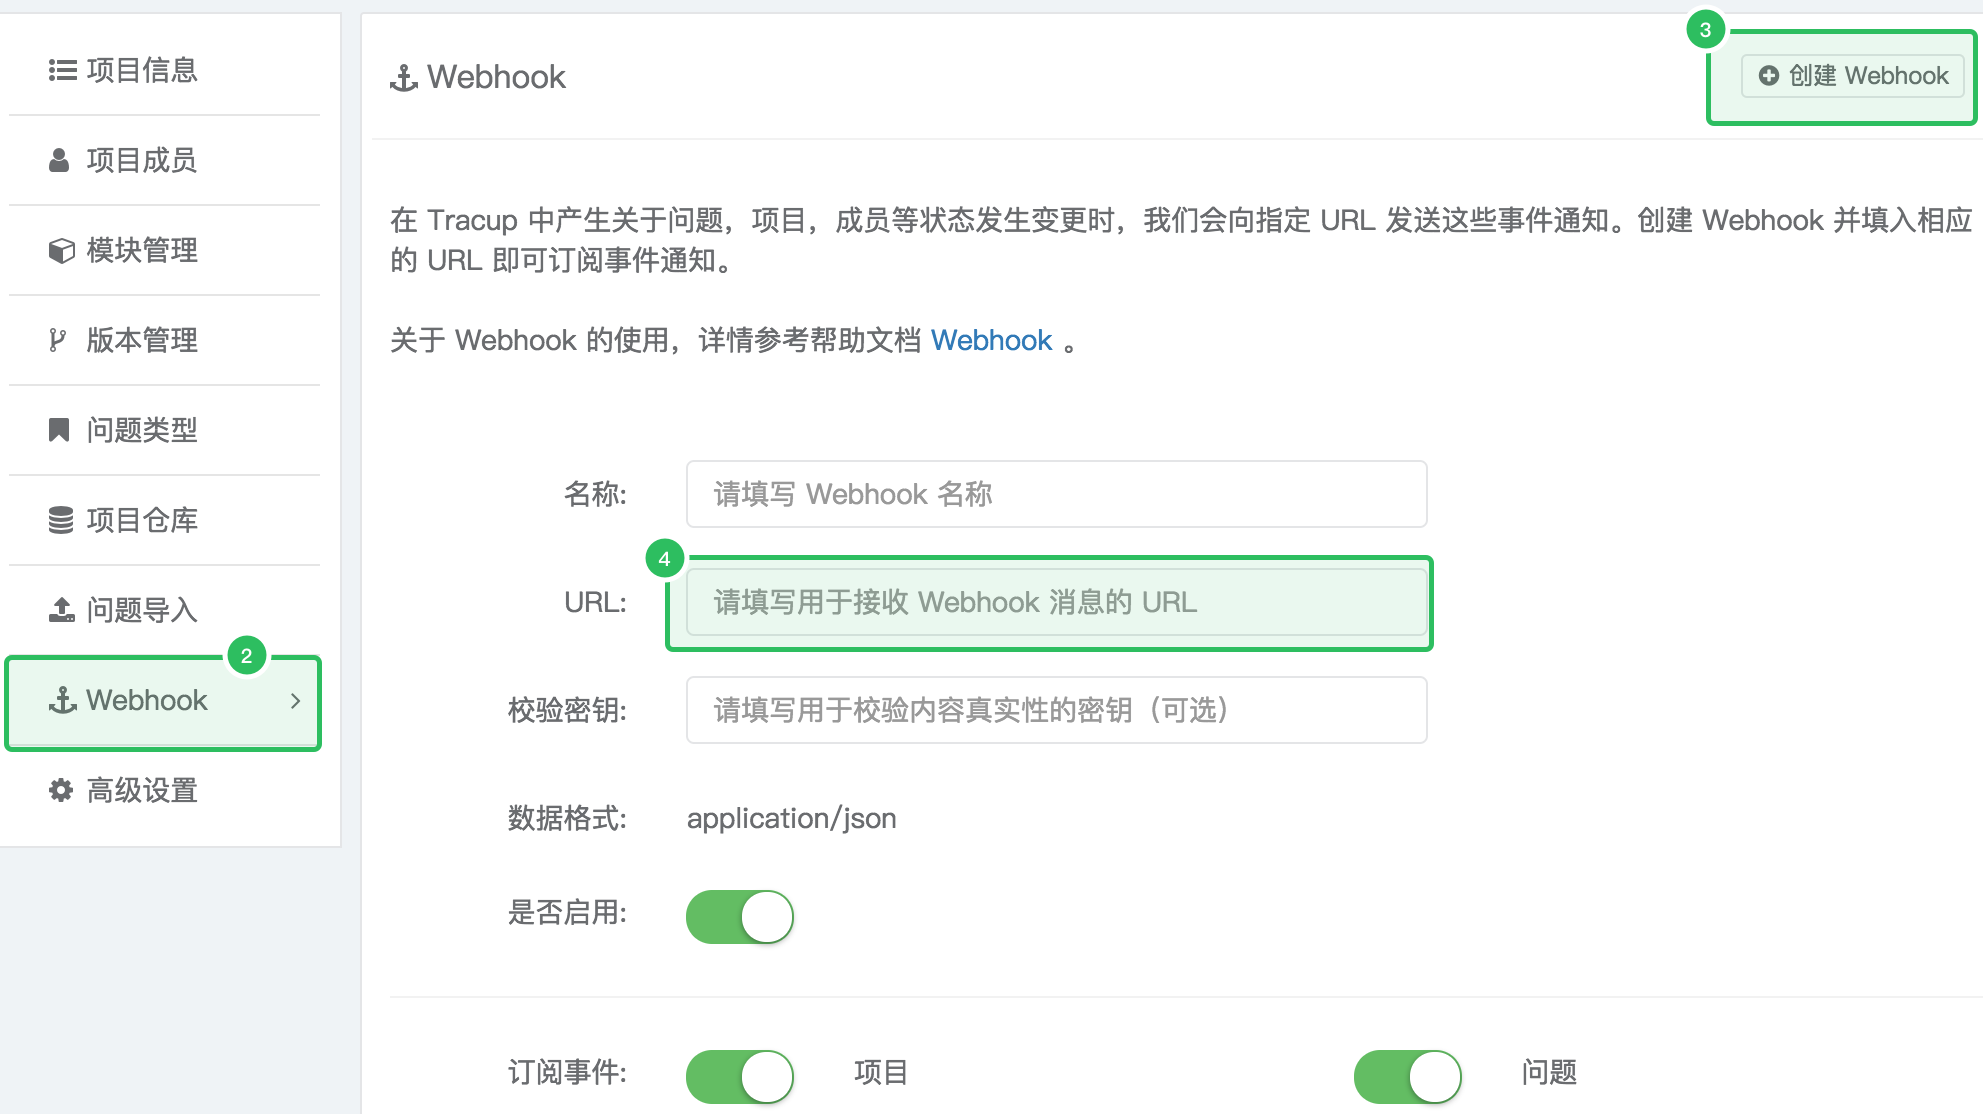 项目信息
项目成员
模块管理
版本管理
问题类型
项目仓库
问题导入
2
Webhook
高级设置
Webhook
3
创建 Webhook
在 Tracup 中产生关于问题，项目，成员等状态发生变更时，我们会向指定 URL 发送这些事件通知。创建 Webhook 并填入相应
的 URL 即可订阅事件通知。
关于 Webhook 的使用，详情参考帮助文档 Webhook 。
名称: 请填写 Webhook 名称
4
URL: 请填写用于接收 Webhook 消息的 URL
校验密钥: 请填写用于校验内容真实性的密钥（可选）
数据格式: application/json
是否启用:
订阅事件: 项目 问题